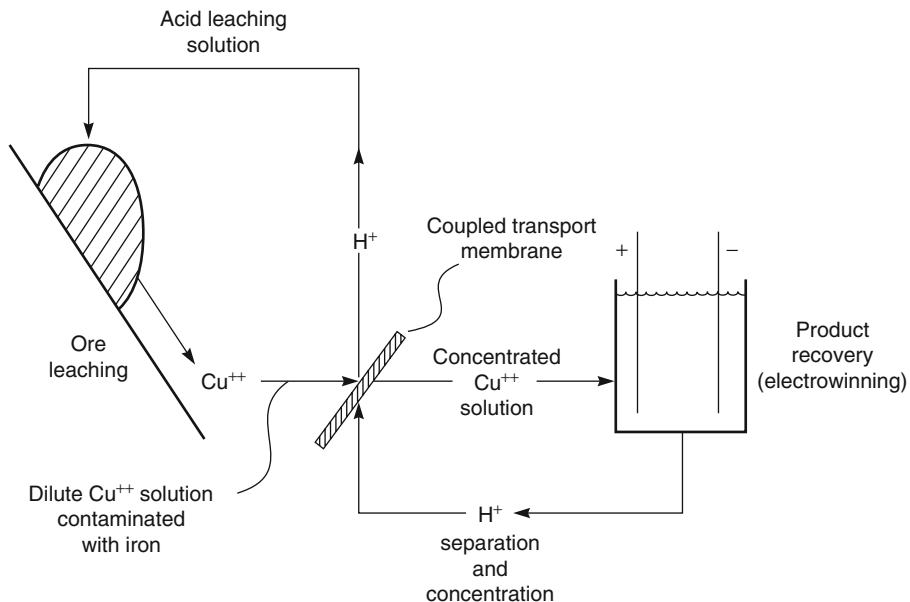 Acid leaching
solution
H⁺
Coupled transport
membrane
+
−
Ore
leaching
Cu⁺⁺
Concentrated
Cu⁺⁺
solution
Product
recovery
(electrowinning)
Dilute Cu⁺⁺ solution
contaminated
with iron
H⁺
separation
and
concentration